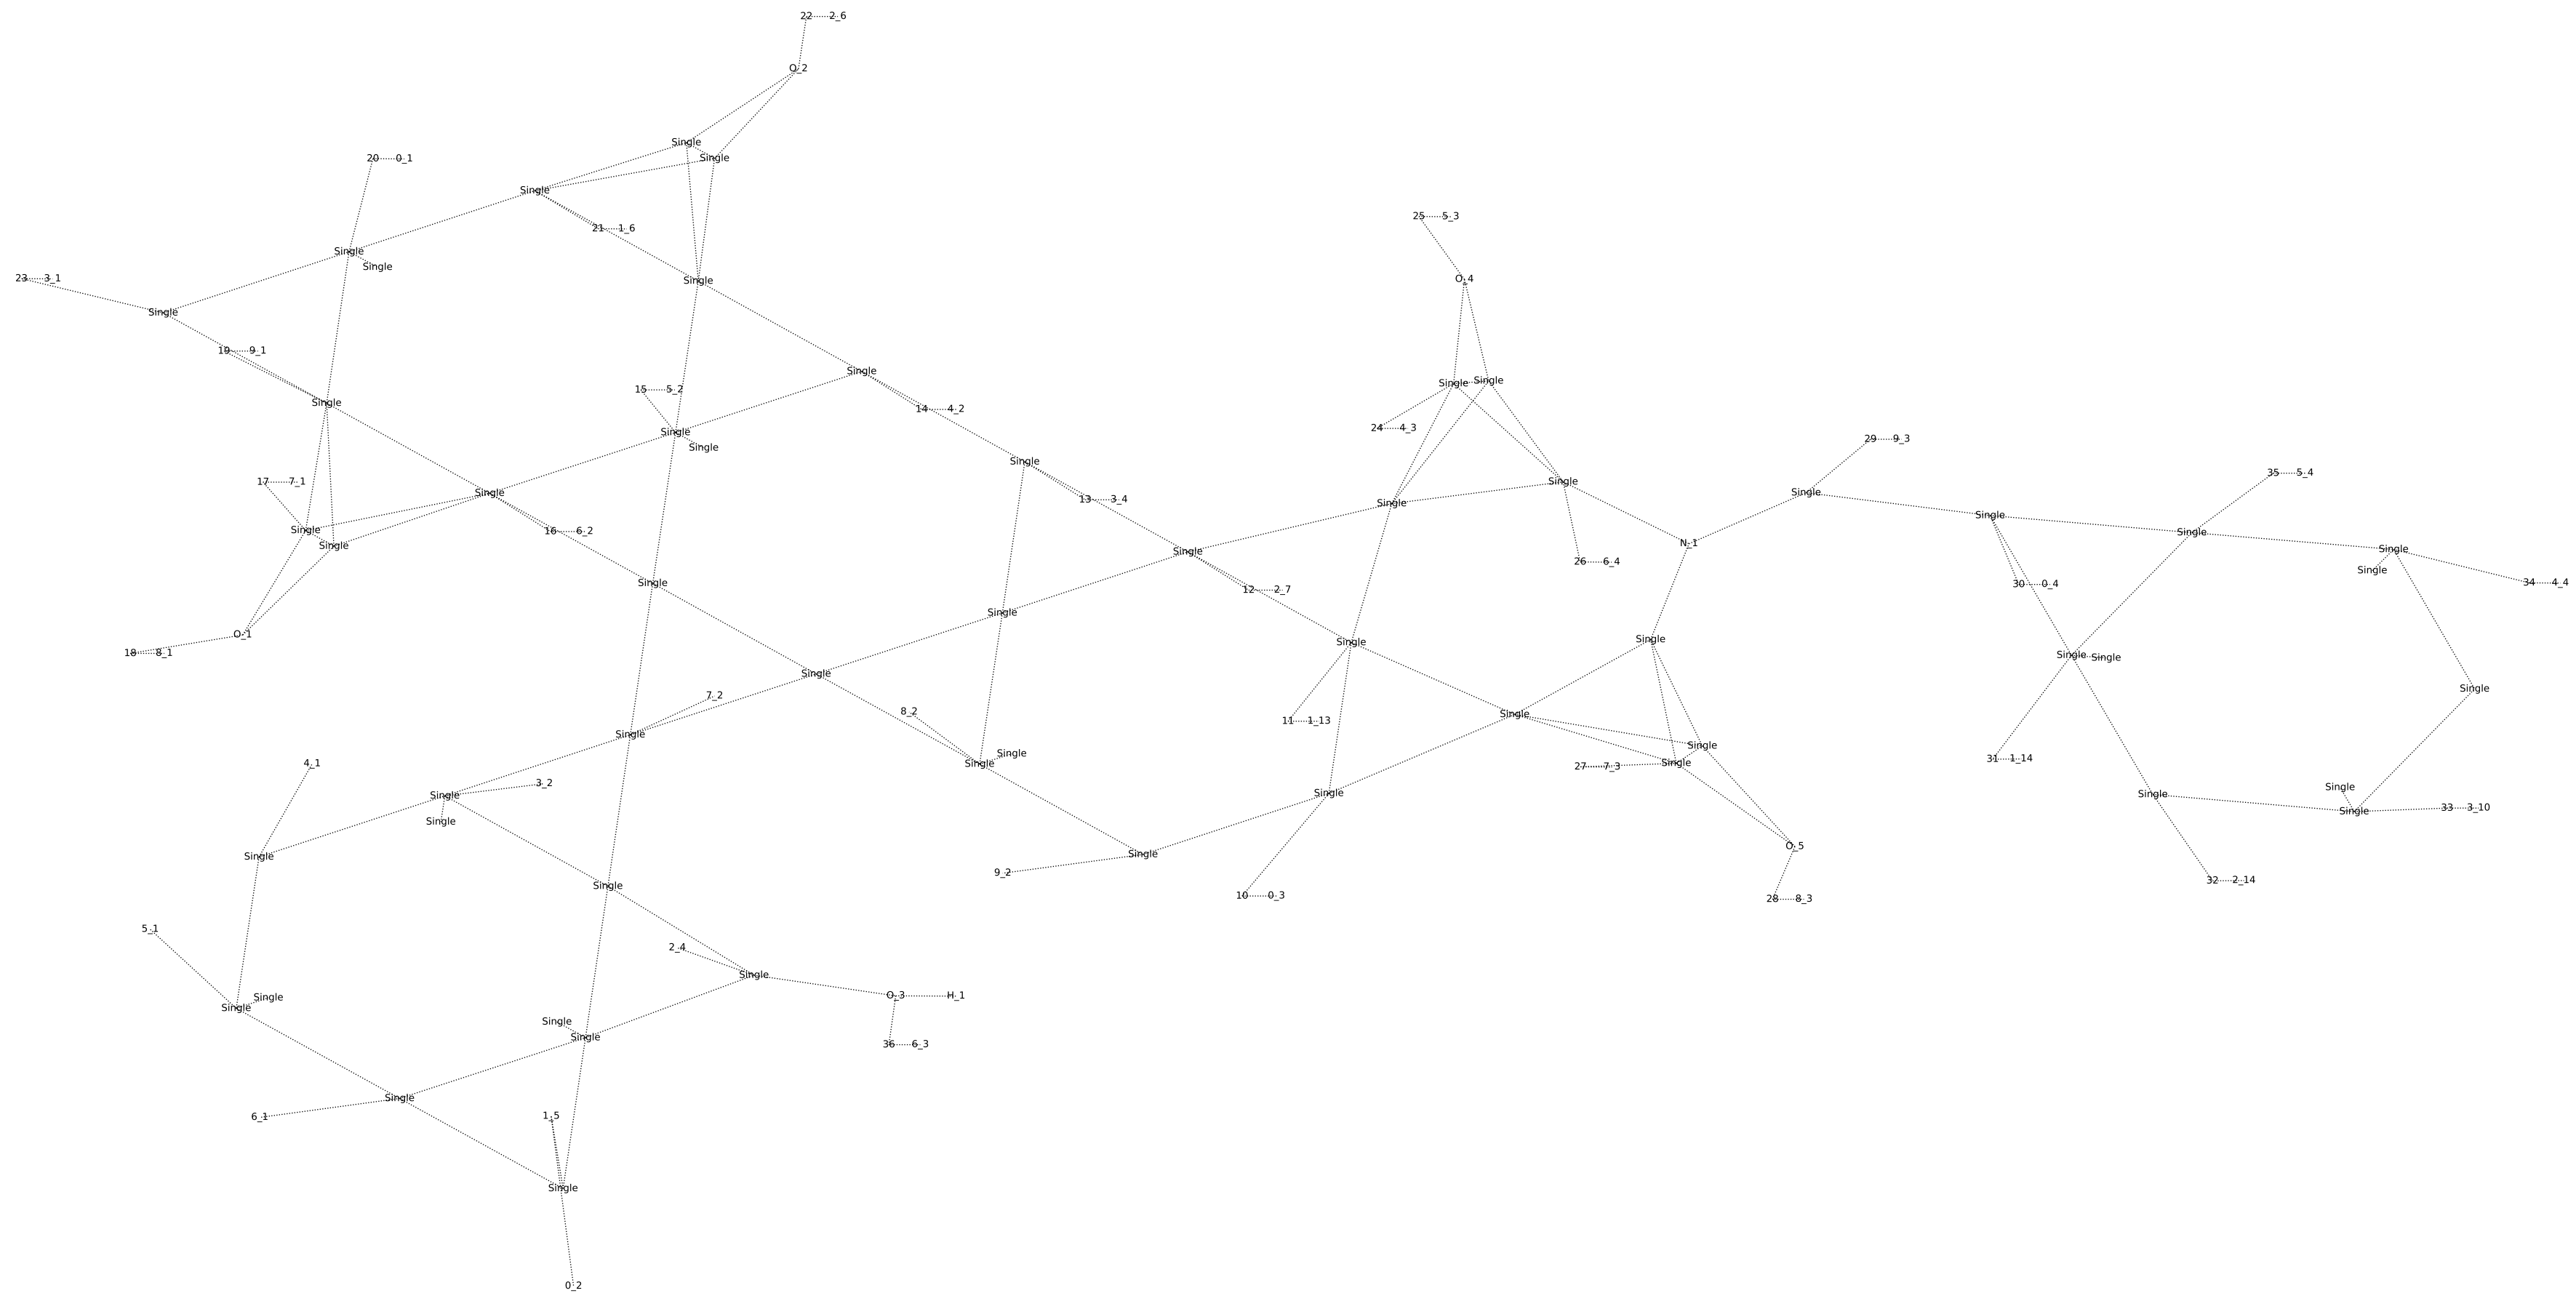 22 2_6
O_2
Single
20 0_1
Single
Single
21 1_6
25 5_3
Single
Single
23 3_1
O_4
Single
Single
19 9_1
Single
Single Single
15 5_2
Single
14 4_2
24 4_3
Single
29 9_3
Single
Single
Single
35 5_4
17 7_1
Single
Single
Single
13 3_4
Single
Single
Single
16 6_2
Single
Single
N_1
Single
Single
Single
26 6_4
Single
Single
12 2_7
30 0_4
34 4_4
Single
O_1
Single
Single
18 8_1
Single Single
Single
Single
7_2
8_2
Single
11 1_13
Single
Single
Single
31 1_14
4_1
Single
Single
27 7_3
3_2
Single
Single
Single
Single
Single
33 3_10
Single
Single
Single
Single
O_5
9_2
32 2_14
Single
10 0_3
28 8_3
5_1
2_4
Single
Single
O_3 H_1
Single
Single
Single
36 6_3
Single
6_1
1_5
Single
0_2